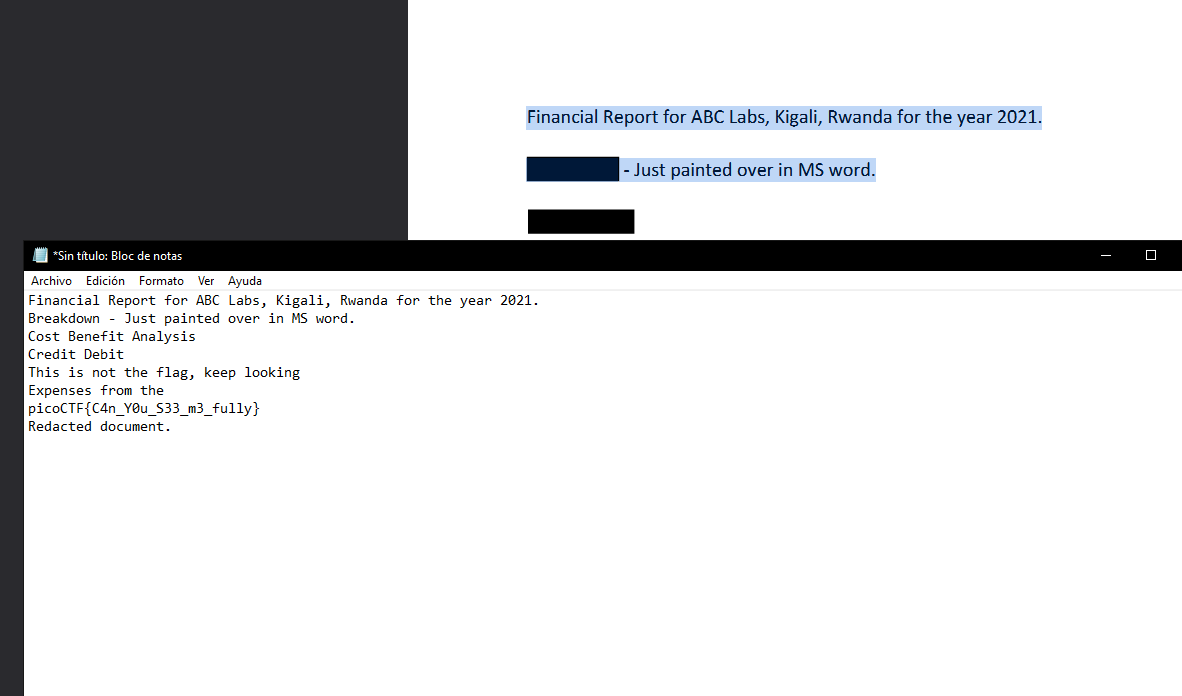 Financial Report for ABC Labs, Kigali, Rwanda for the year 2021.
- Just painted over in MS word.
*Sin título: Bloc de notas
Archivo Edición Formato Ver Ayuda
Financial Report for ABC Labs, Kigali, Rwanda for the year 2021.
Breakdown - Just painted over in MS word.
Cost Benefit Analysis
Credit Debit
This is not the flag, keep looking
Expenses from the
picoCTF{C4n_Y0u_S33_m3_fully}
Redacted document.